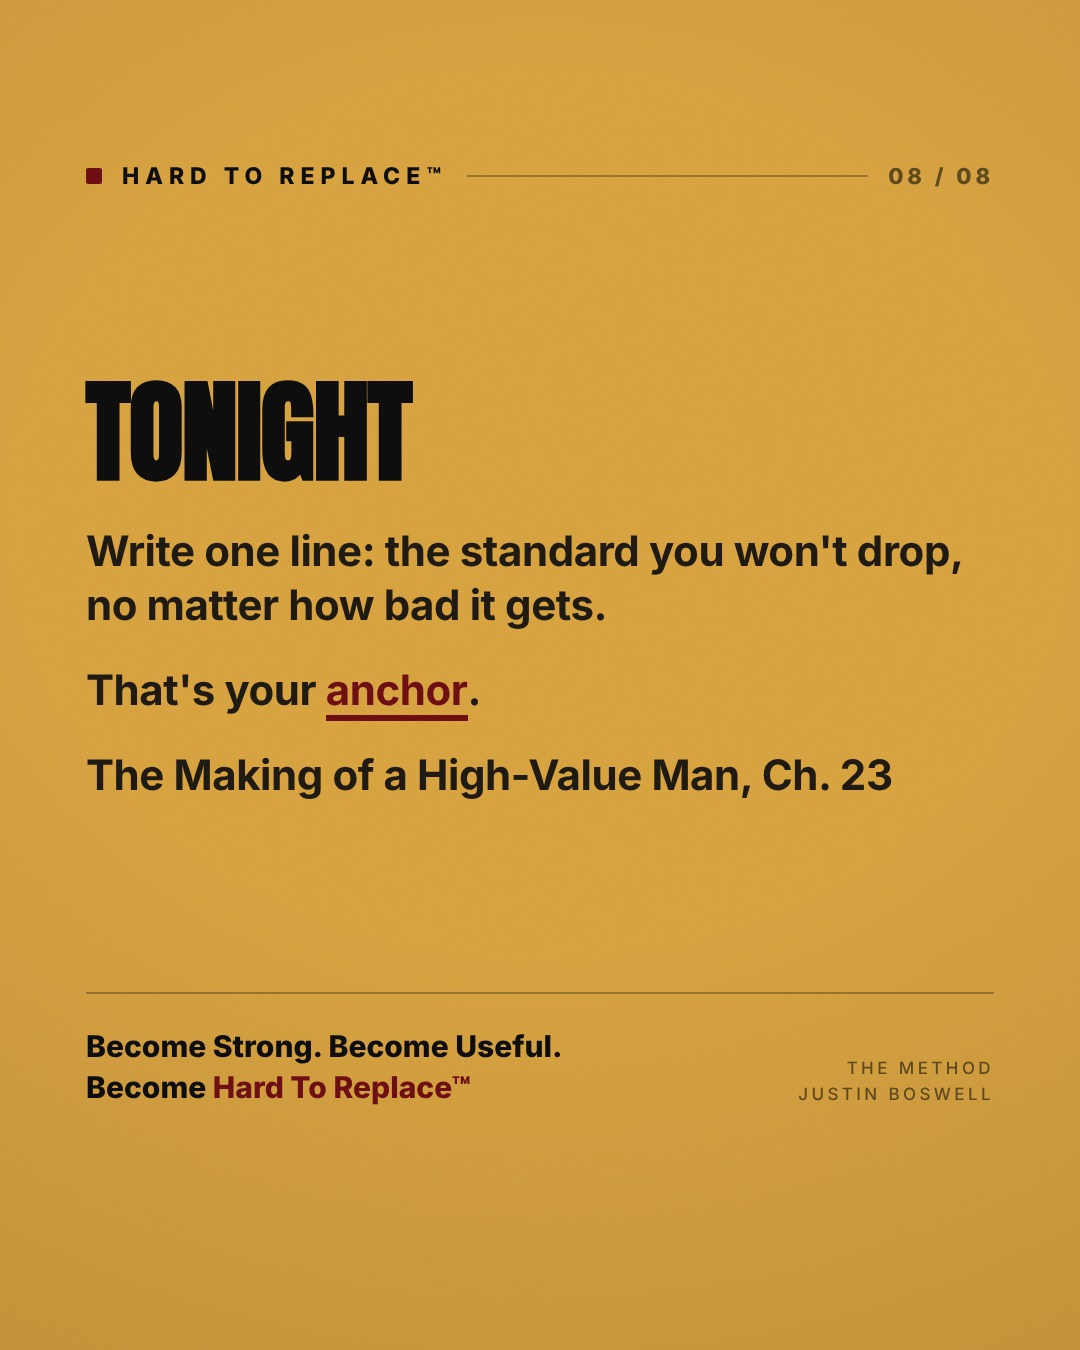 HARD TO REPLACE™
08 / 08
TONIGHT
Write one line: the standard you won't drop,
no matter how bad it gets.
That's your anchor.
The Making of a High-Value Man, Ch. 23
Become Strong. Become Useful.
Become Hard To Replace™
THE METHOD
JUSTIN BOSWELL